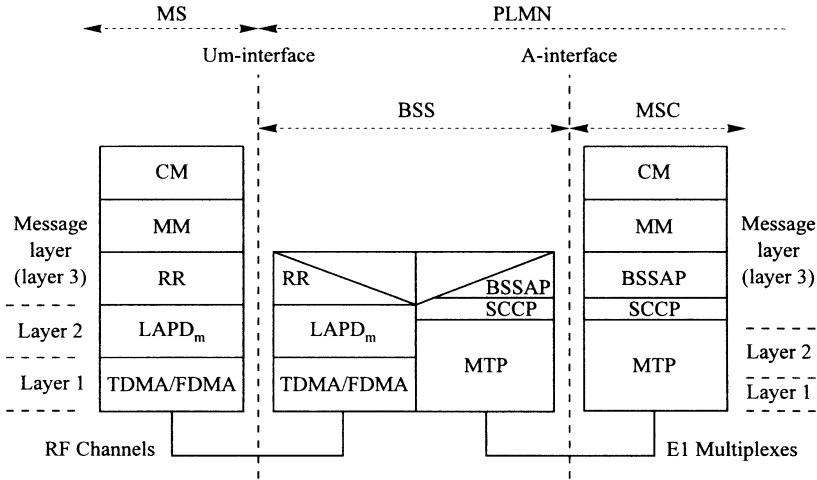 MS
PLMN
Um-interface
A-interface
BSS
MSC
CM
CM
Message
layer
(layer 3)
MM
MM
Message
layer
(layer 3)
RR
RR
BSSAP
BSSAP
SCCP
SCCP
Layer 2
LAPDm
LAPDm
MTP
MTP
Layer 2
Layer 1
TDMA/FDMA
TDMA/FDMA
Layer 1
RF Channels
E1 Multiplexes